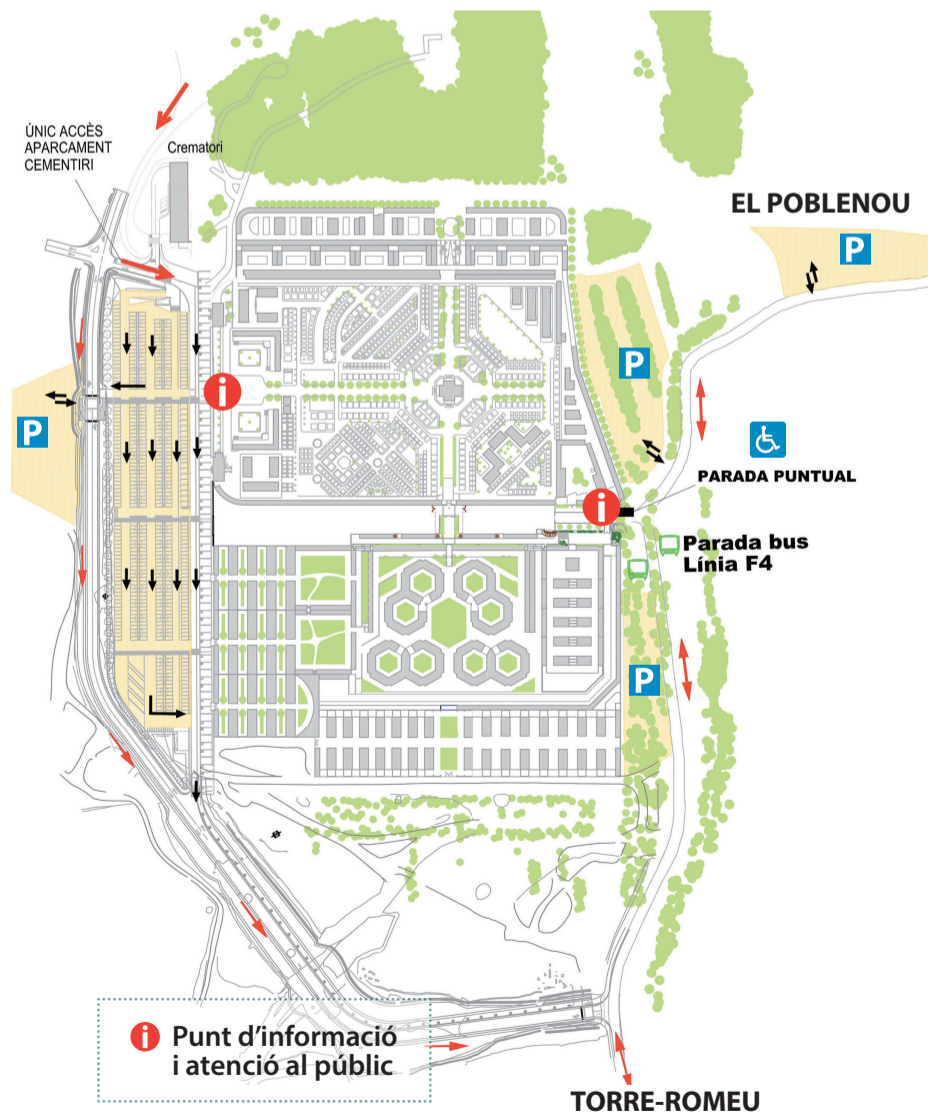 ÚNIC ACCÈS
APARCAMENT
CEMENTIRI
Crematori
EL POBLENOU
P
P
P
i
PARADA PUNTUAL
i
Parada bus
Línia F4
P
i Punt d'informació
i atenció al públic
TORRE-ROMEU